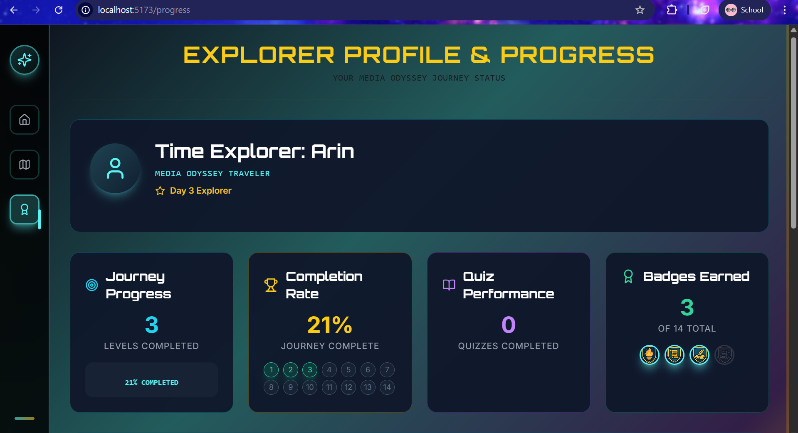 localhost:5173/progress
School
EXPLORER PROFILE & PROGRESS
YOUR MEDIA ODYSSEY JOURNEY STATUS
Time Explorer: Arin
MEDIA ODYSSEY TRAVELER
Day 3 Explorer
Journey
Progress
3
LEVELS COMPLETED
21% COMPLETED
Completion
Rate
21%
JOURNEY COMPLETE
1 2 3 4 5 6 7
8 9 10 11 12 13 14
Quiz
Performance
0
QUIZZES COMPLETED
Badges Earned
3
OF 14 TOTAL